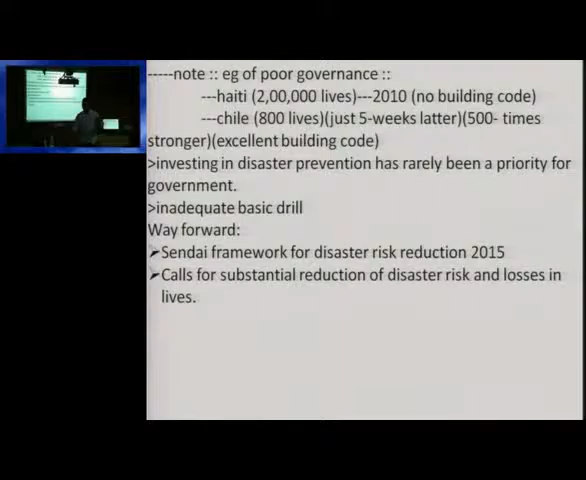 -----note :: eg of poor governance ::
---haiti (2,00,000 lives)---2010 (no building code)
---chile (800 lives)(just 5-weeks latter)(500- times
stronger)(excellent building code)
>investing in disaster prevention has rarely been a priority for
government.
>inadequate basic drill
Way forward:
➢Sendai framework for disaster risk reduction 2015
➢Calls for substantial reduction of disaster risk and losses in
lives.